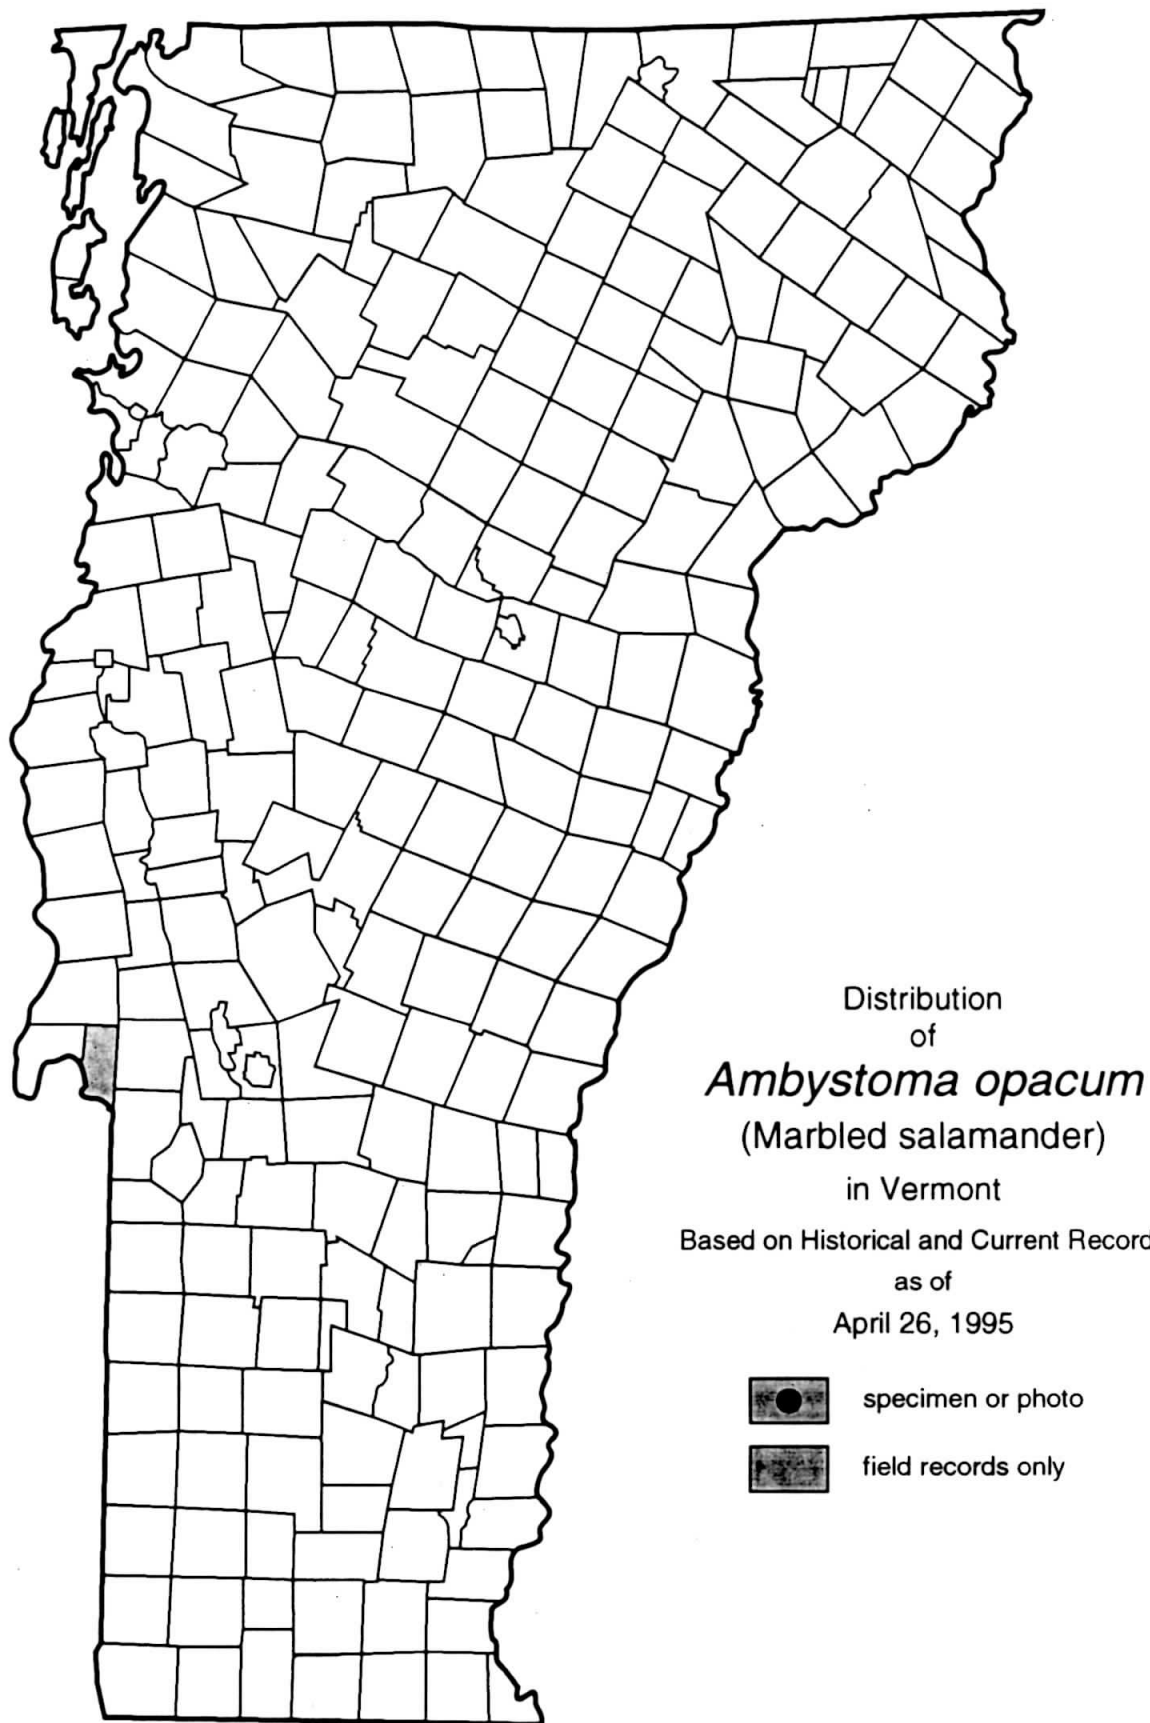 Distribution
of
Ambystoma opacum
(Marbled salamander)
in Vermont
Based on Historical and Current Record
as of
April 26, 1995
specimen or photo
field records only